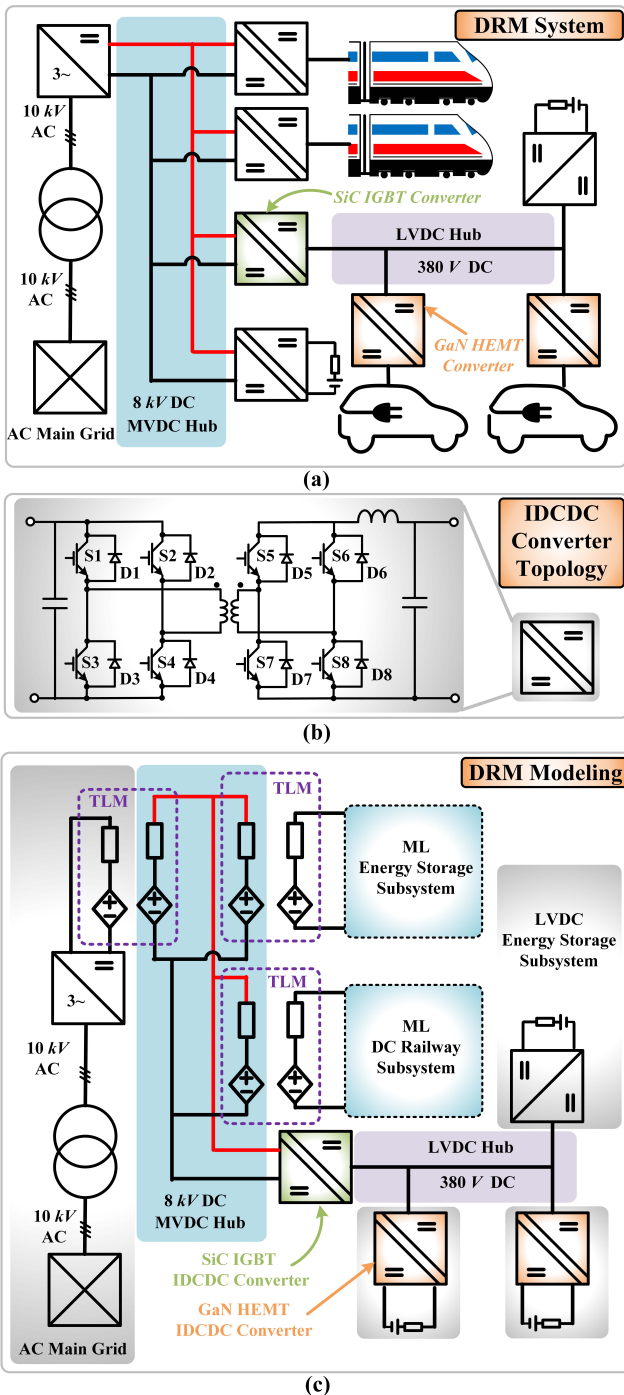 DRM System
3~
10 kV
AC
SiC IGBT Converter
LVDC Hub
380 V DC
10 kV
AC
GaN HEMT
Converter
8 kV DC
MVDC Hub
AC Main Grid
(a)
IDCDC
Converter
Topology
S1
D1
S2
D2
S5
D5
S6
D6
S3
D3
S4
D4
S7
D7
S8
D8
(b)
DRM Modeling
TLM
TLM
ML
Energy Storage
Subsystem
LVDC
Energy Storage
Subsystem
3~
TLM
ML
DC Railway
Subsystem
10 kV
AC
LVDC Hub
380 V DC
10 kV
AC
8 kV DC
MVDC Hub
SiC IGBT
IDCDC Converter
GaN HEMT
IDCDC Converter
AC Main Grid
(c)